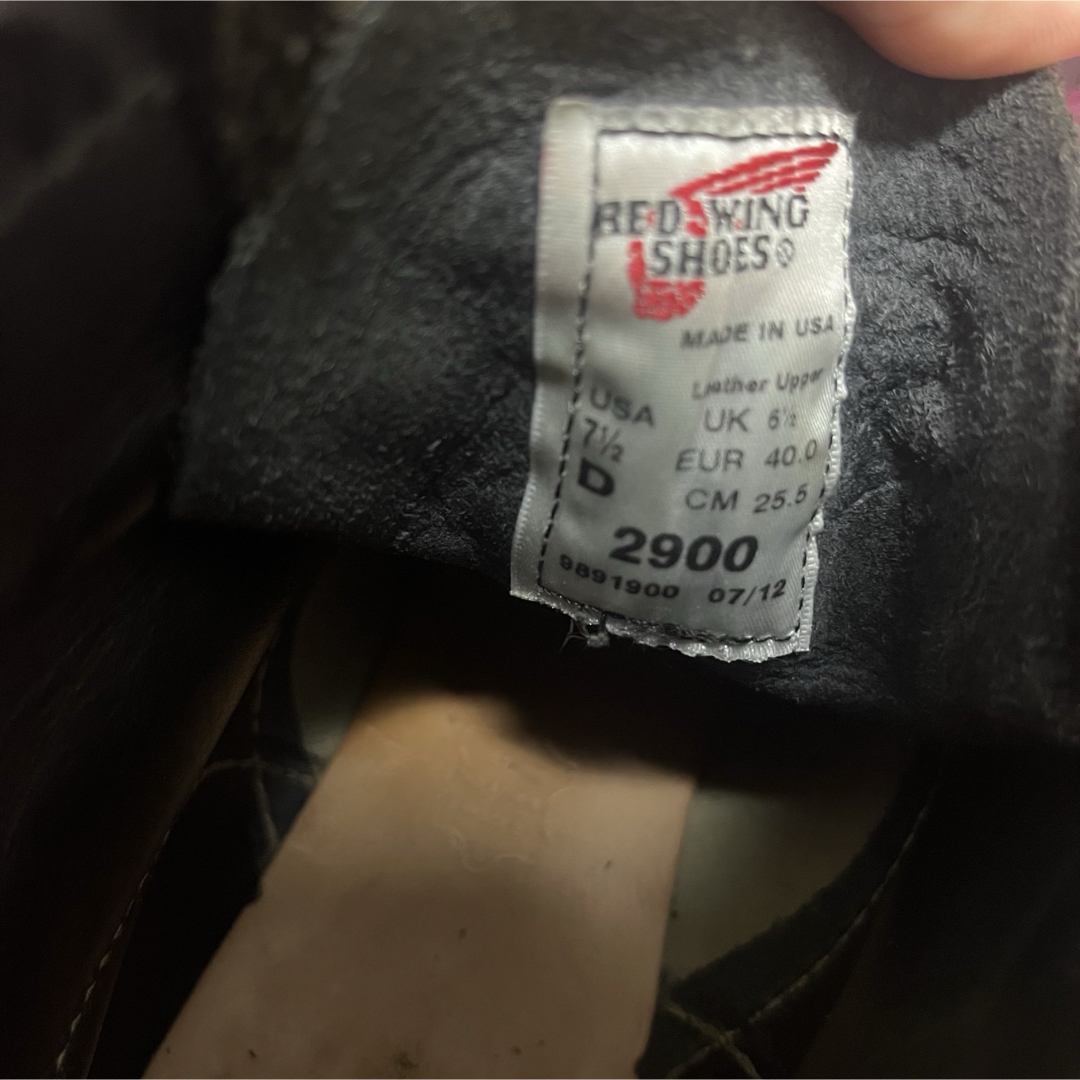 RED WING
SHOES®
MADE IN USA
Leather Upper
USA UK 6½
7½ EUR 40.0
D CM 25.5
2900
9891900 07/12